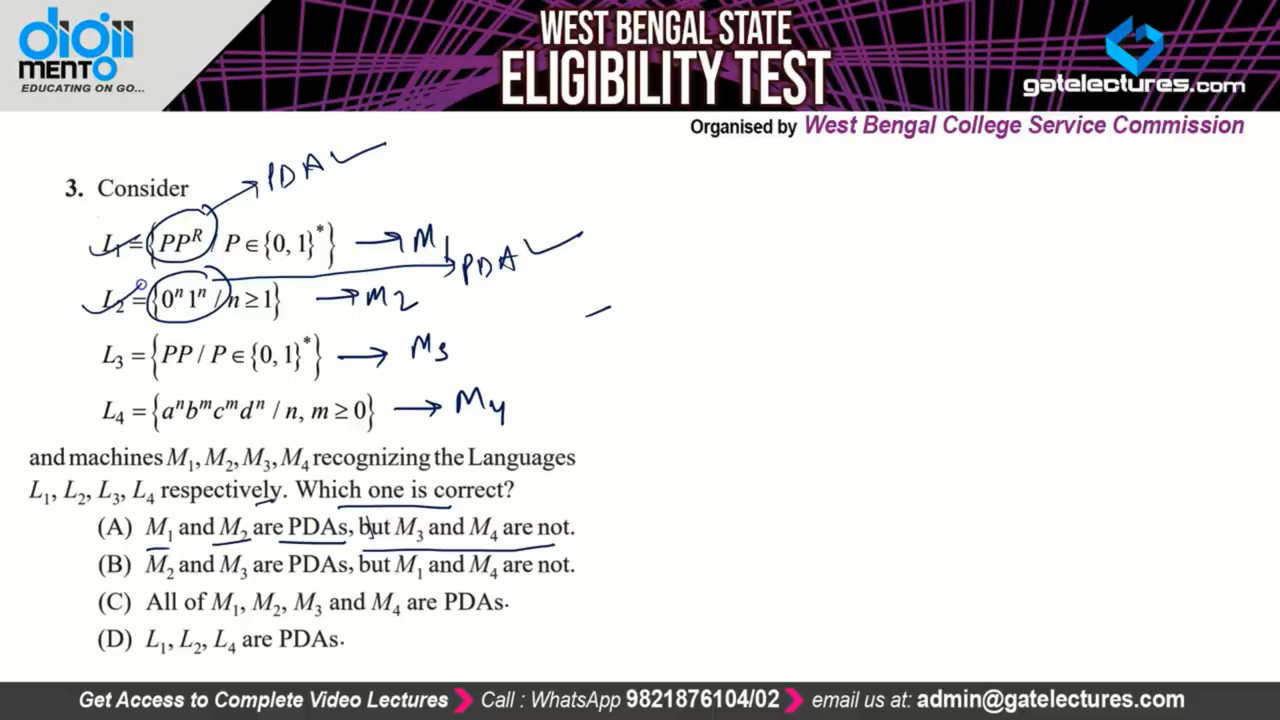 digii
MENTO
EDUCATING ON GO...
WEST BENGAL STATE
ELIGIBILITY TEST
gatelectures.com
Organised by West Bengal College Service Commission
3. Consider
PDA
L₁ = {PPᴿ / P ∈ {0, 1}*} → M1
PDA
L₂ = {0ⁿ 1ⁿ / n ≥ 1} → M2
L₃ = {PP / P ∈ {0, 1}*} → M3
L₄ = {aⁿbᵐcᵐdⁿ / n, m ≥ 0} → M4
and machines M₁, M₂, M₃, M₄ recognizing the Languages
L₁, L₂, L₃, L₄ respectively. Which one is correct?
(A) M₁ and M₂ are PDAs, but M₃ and M₄ are not.
(B) M₂ and M₃ are PDAs, but M₁ and M₄ are not.
(C) All of M₁, M₂, M₃ and M₄ are PDAs.
(D) L₁, L₂, L₄ are PDAs.
Get Access to Complete Video Lectures Call : WhatsApp 9821876104/02 email us at: admin@gatelectures.com